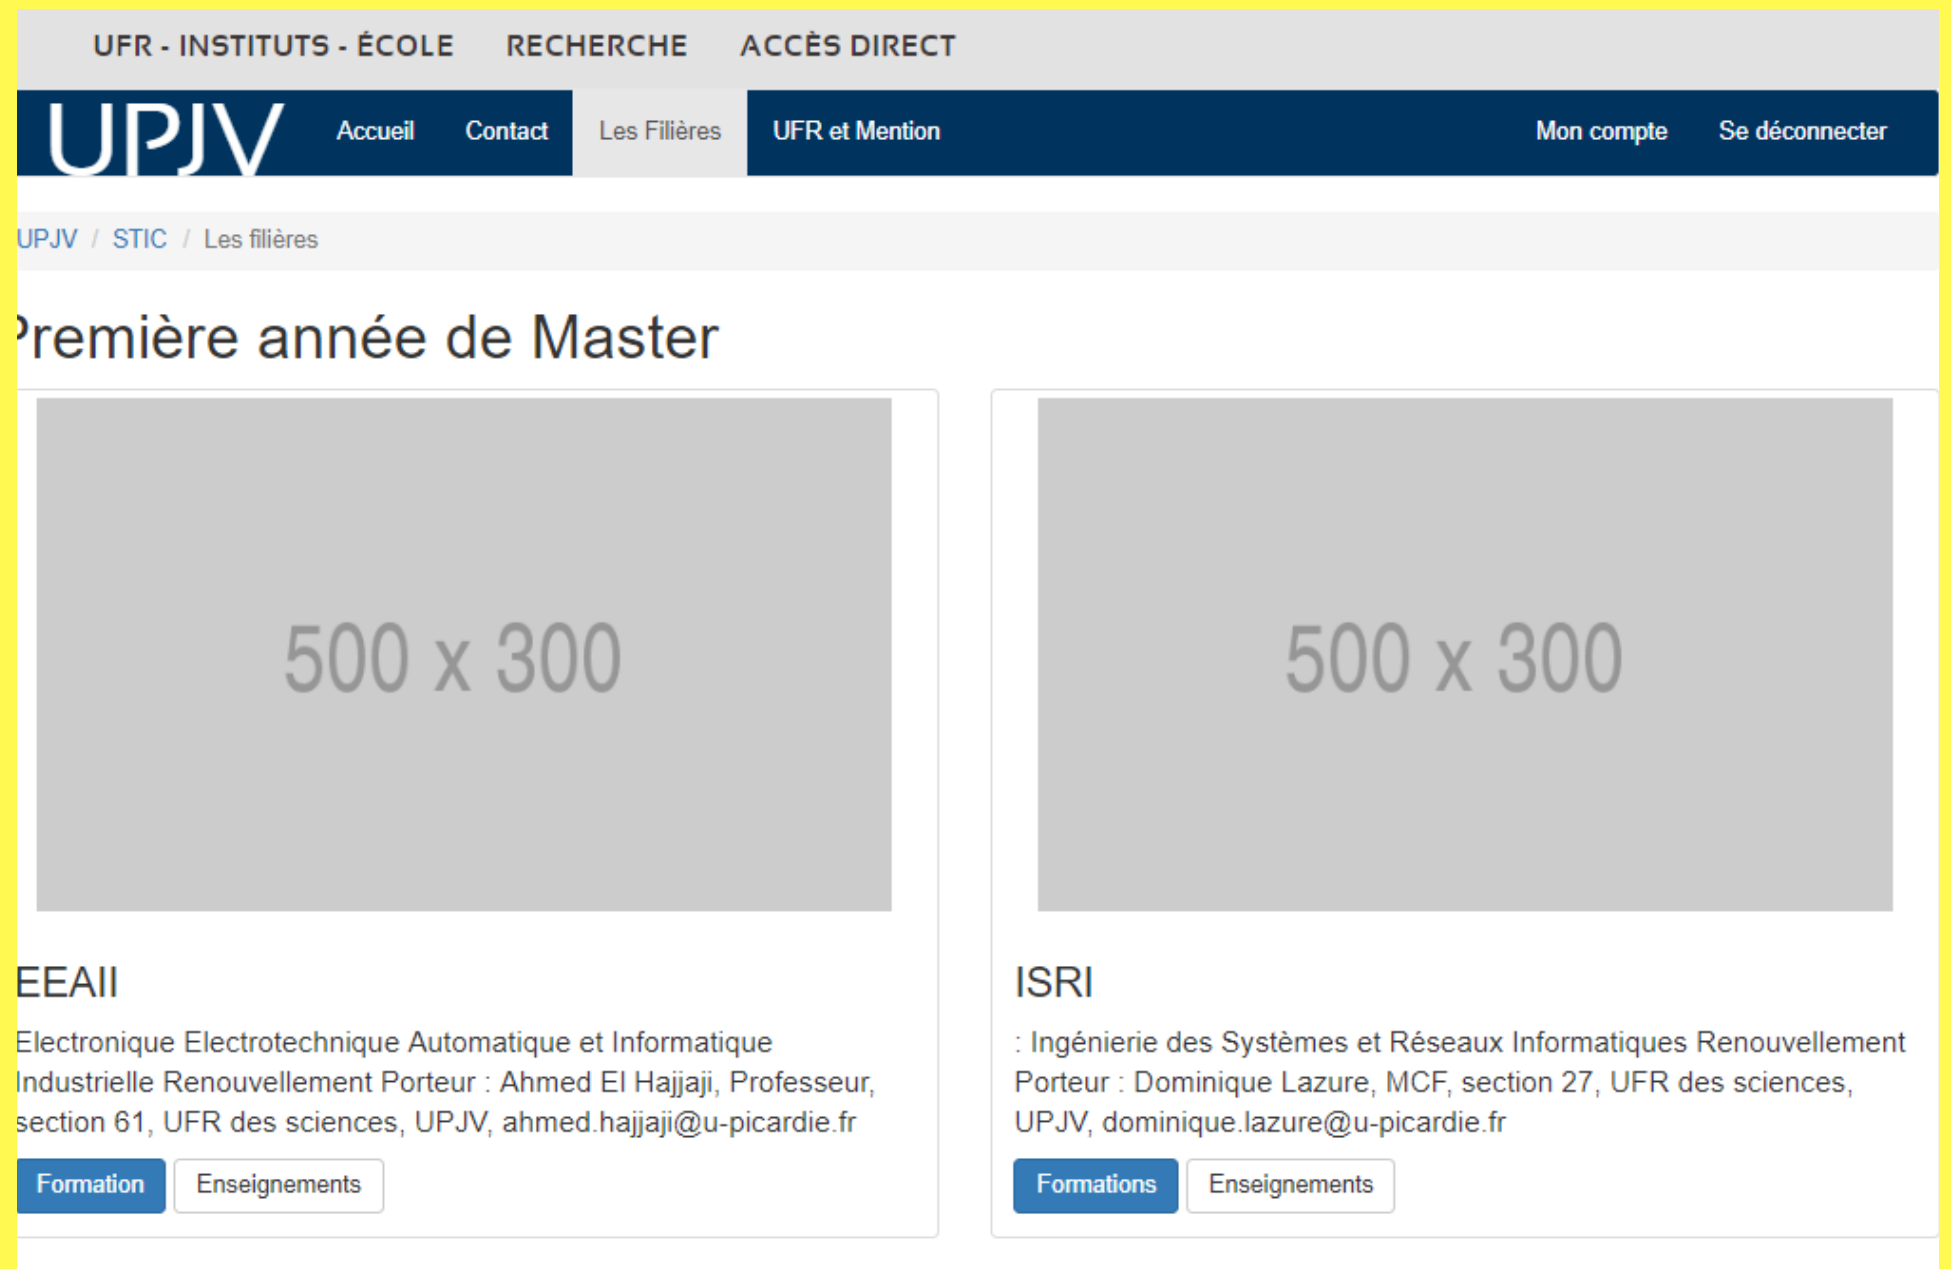 UFR - INSTITUTS - ÉCOLE RECHERCHE ACCÈS DIRECT
UPJV Accueil Contact Les Filières UFR et Mention Mon compte Se déconnecter
UPJV / STIC / Les filières
Première année de Master
500 x 300
500 x 300
EEAII
Electronique Electrotechnique Automatique et Informatique
Industrielle Renouvellement Porteur : Ahmed El Hajjaji, Professeur,
section 61, UFR des sciences, UPJV, ahmed.hajjaji@u-picardie.fr
Formation Enseignements
ISRI
: Ingénierie des Systèmes et Réseaux Informatiques Renouvellement
Porteur : Dominique Lazure, MCF, section 27, UFR des sciences,
UPJV, dominique.lazure@u-picardie.fr
Formations Enseignements